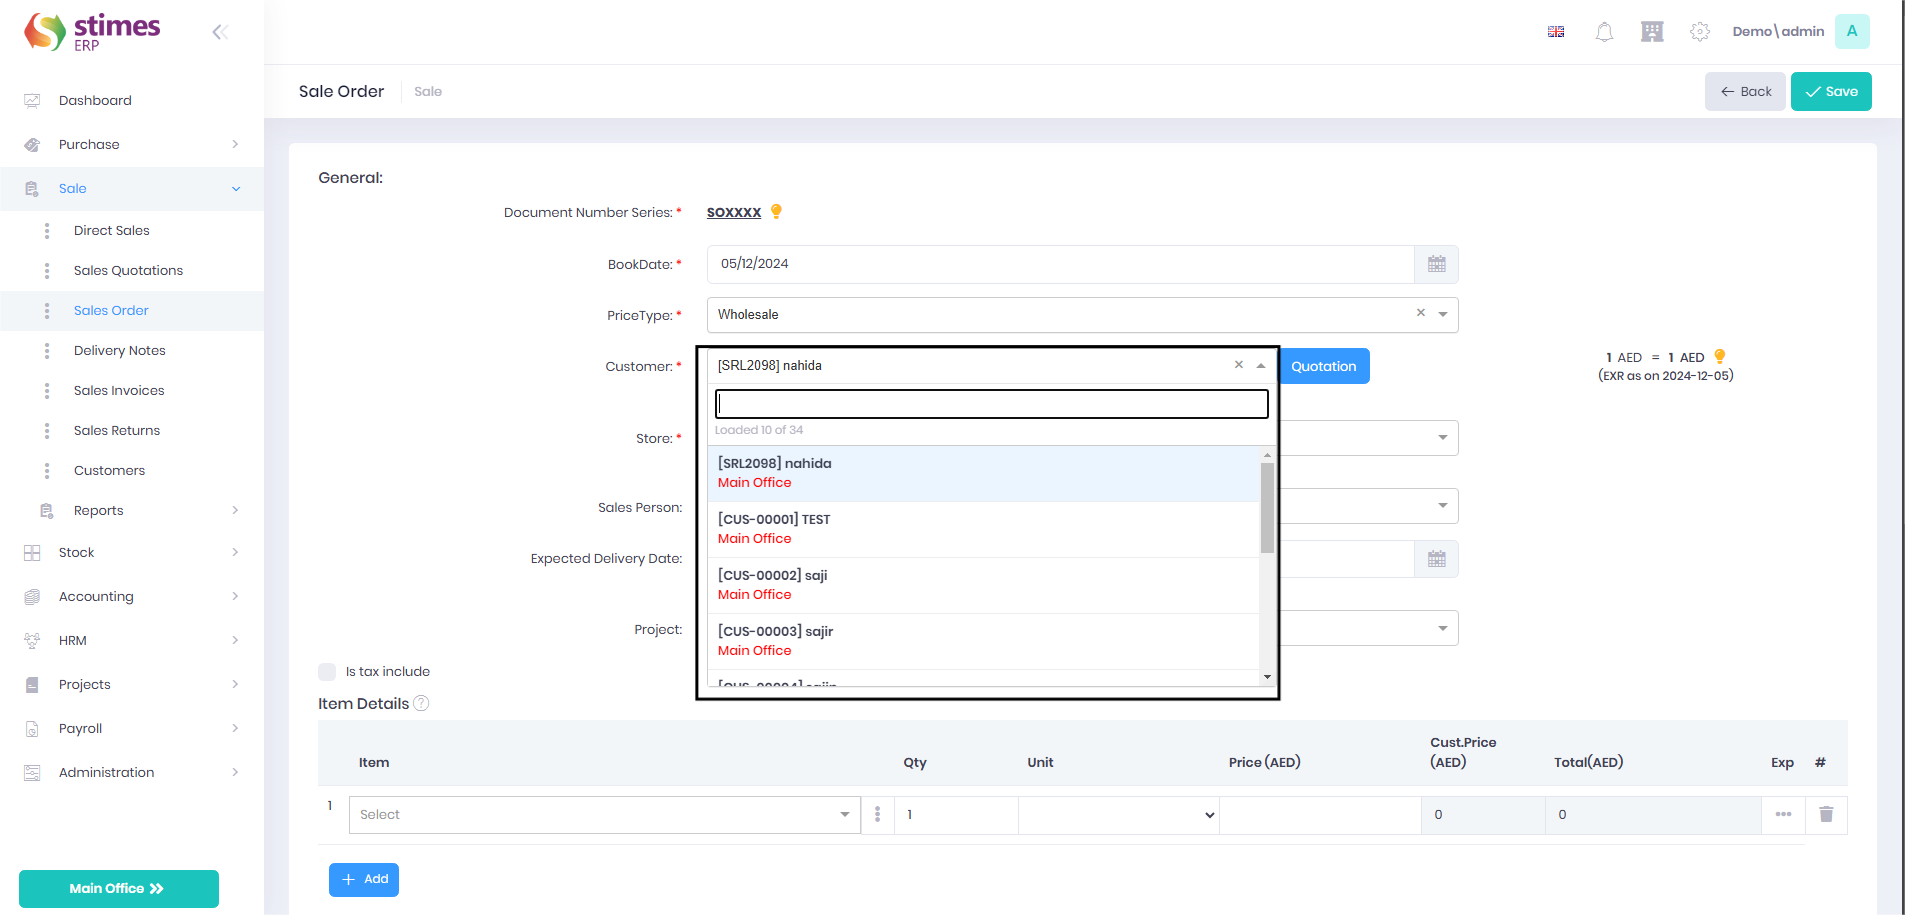 stimes
ERP
Demo\admin
A
Sale Order
Sale
Back
Save
Dashboard
Purchase
Sale
Direct Sales
Sales Quotations
Sales Order
Delivery Notes
Sales Invoices
Sales Returns
Customers
Reports
Stock
Accounting
HRM
Projects
Payroll
Administration
Main Office
General:
Document Number Series: * SOXXXX
BookDate: * 05/12/2024
PriceType: * Wholesale
Customer: * [SRL2098] nahida
Quotation
1 AED = 1 AED
(EXR as on 2024-12-05)
Loaded 10 of 34
[SRL2098] nahida
Main Office
[CUS-00001] TEST
Main Office
[CUS-00002] saji
Main Office
[CUS-00003] sajir
Main Office
Store: *
Sales Person:
Expected Delivery Date:
Project:
Is tax include
Item Details ?
Item Qty Unit Price (AED) Cust.Price (AED) Total(AED) Exp #
1 Select 1 0 0
+ Add